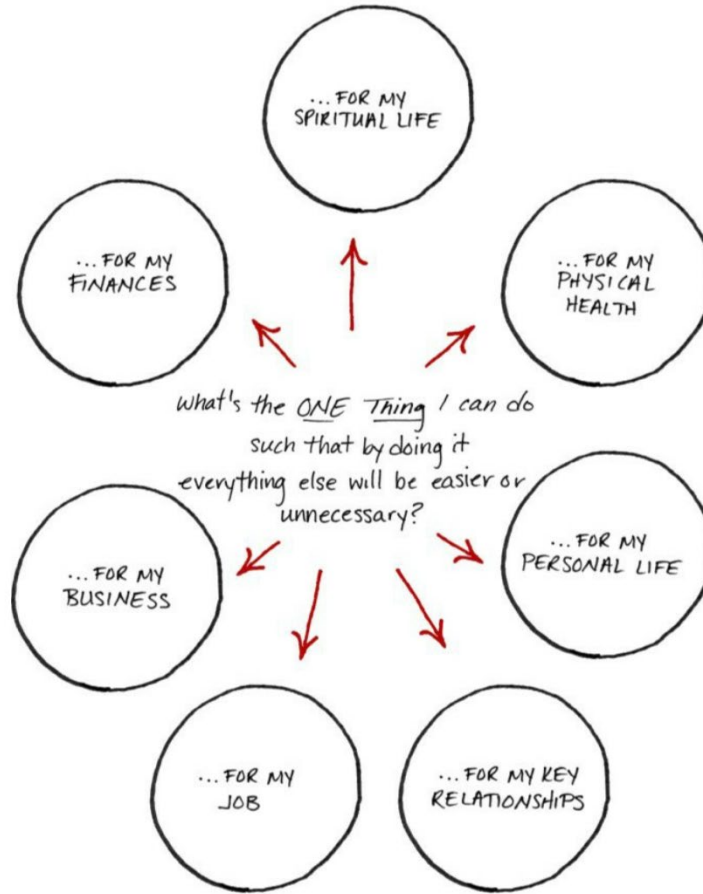 ...FOR MY
SPIRITUAL LIFE
...FOR MY
FINANCES
...FOR MY
PHYSICAL
HEALTH
What's the ONE Thing I can do
such that by doing it
everything else will be easier or
unnecessary?
...FOR MY
BUSINESS
...FOR MY
PERSONAL LIFE
...FOR MY
JOB
...FOR MY KEY
RELATIONSHIPS